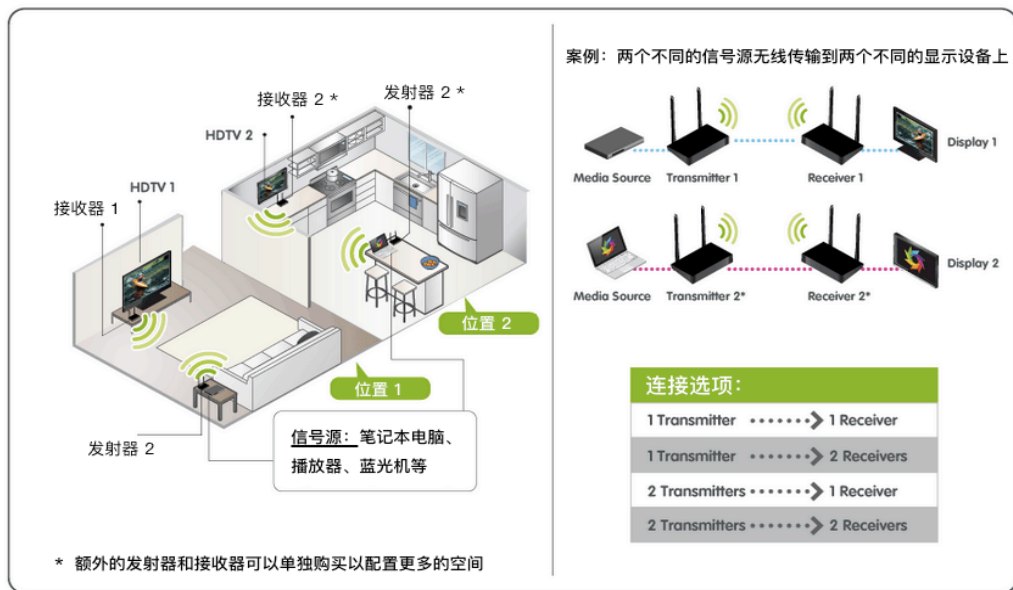 案例：两个不同的信号源无线传输到两个不同的显示设备上
发射器 2 *
接收器 2 *
HDTV 2
HDTV 1
接收器 1
位置 2
位置 1
发射器 2
信号源：笔记本电脑、
播放器、蓝光机等
* 额外的发射器和接收器可以单独购买以配置更多的空间
Display 1
Media Source Transmitter 1 Receiver 1
Display 2
Media Source Transmitter 2* Receiver 2*
连接选项：
1 Transmitter 1 Receiver
1 Transmitter 2 Receivers
2 Transmitters 1 Receiver
2 Transmitters 2 Receivers